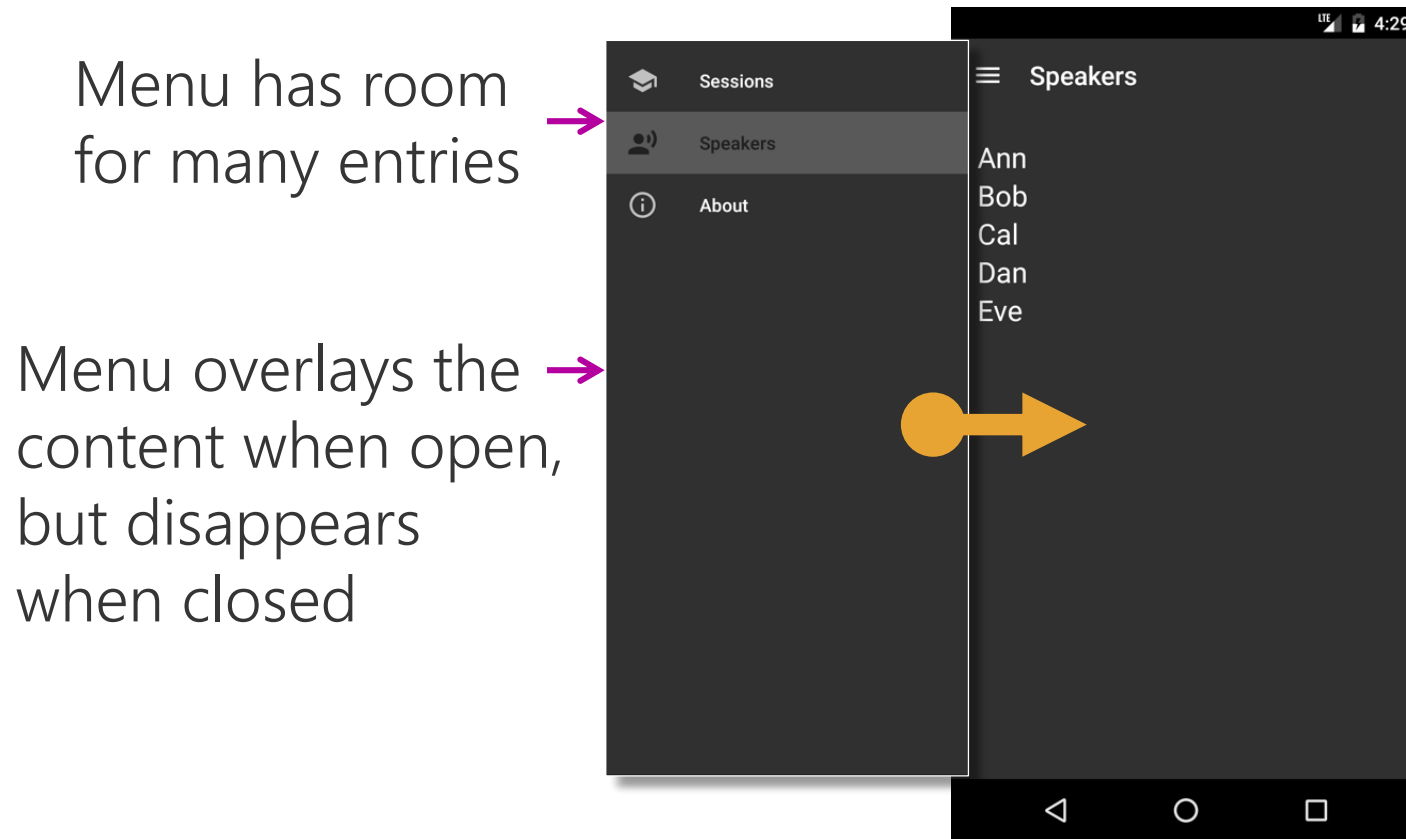 Menu has room
for many entries
Menu overlays the
content when open,
but disappears
when closed
Sessions
Speakers
About
LTE 4:29
Speakers
Ann
Bob
Cal
Dan
Eve